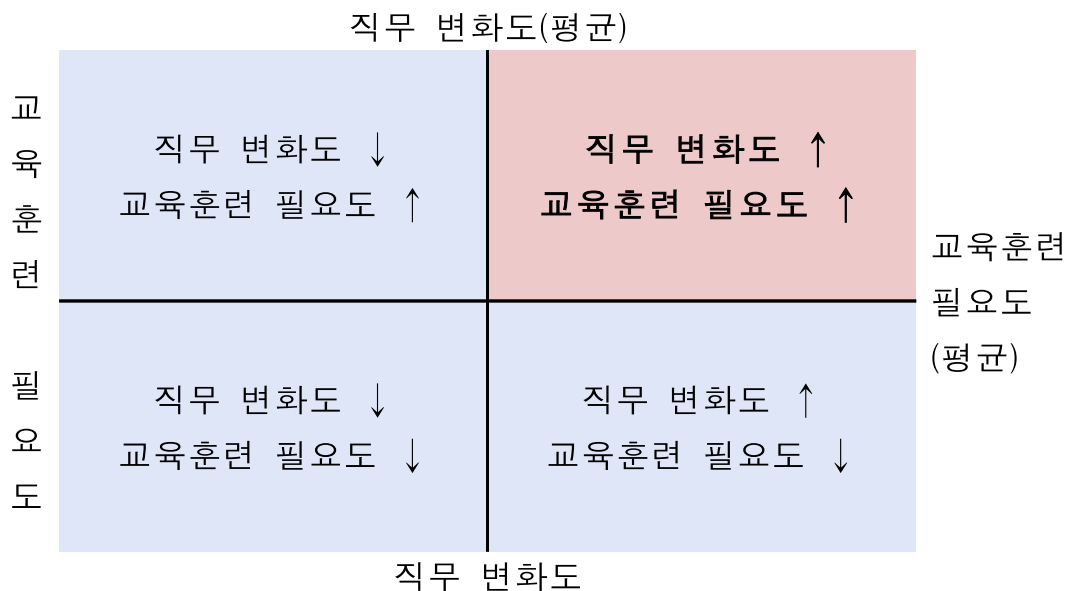 직무 변화도(평균)
교육훈련 필요도
직무 변화도 ↓
교육훈련 필요도 ↑
직무 변화도 ↑
교육훈련 필요도 ↑
교육훈련
필요도
(평균)
직무 변화도 ↓
교육훈련 필요도 ↓
직무 변화도 ↑
교육훈련 필요도 ↓
직무 변화도